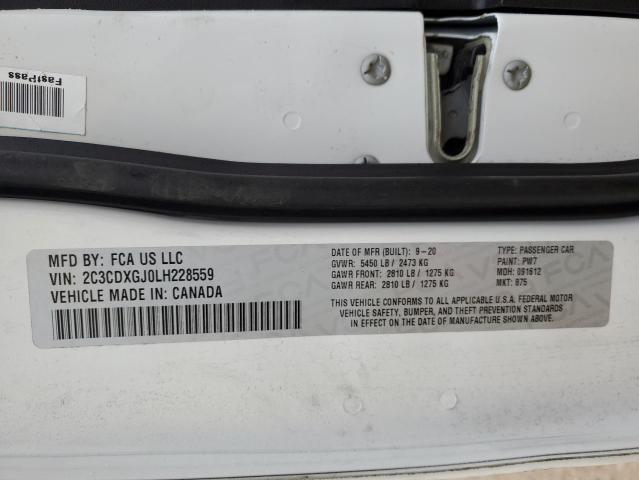 FastPass
MFD BY: FCA US LLC
VIN: 2C3CDXGJ0LH228559
VEHICLE MADE IN: CANADA
DATE OF MFR (BUILT): 9-20
GVWR: 5450 LB / 2473 KG
GAWR FRONT: 2810 LB / 1275 KG
GAWR REAR: 2810 LB / 1275 KG
TYPE: PASSENGER CAR
PAINT: PW7
MDH: 091612
MKT: 875
THIS VEHICLE CONFORMS TO ALL APPLICABLE U.S.A. FEDERAL MOTOR
VEHICLE SAFETY, BUMPER, AND THEFT PREVENTION STANDARDS
IN EFFECT ON THE DATE OF MANUFACTURE SHOWN ABOVE.